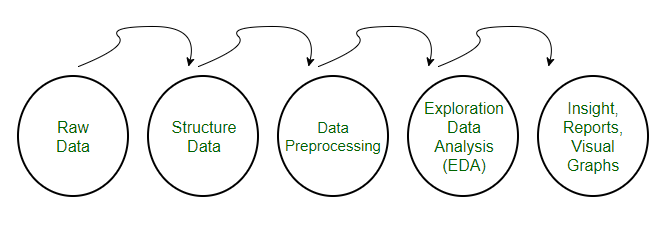 Raw
Data
Structure
Data
Data
Preprocessing
Exploration
Data
Analysis
(EDA)
Insight,
Reports,
Visual
Graphs